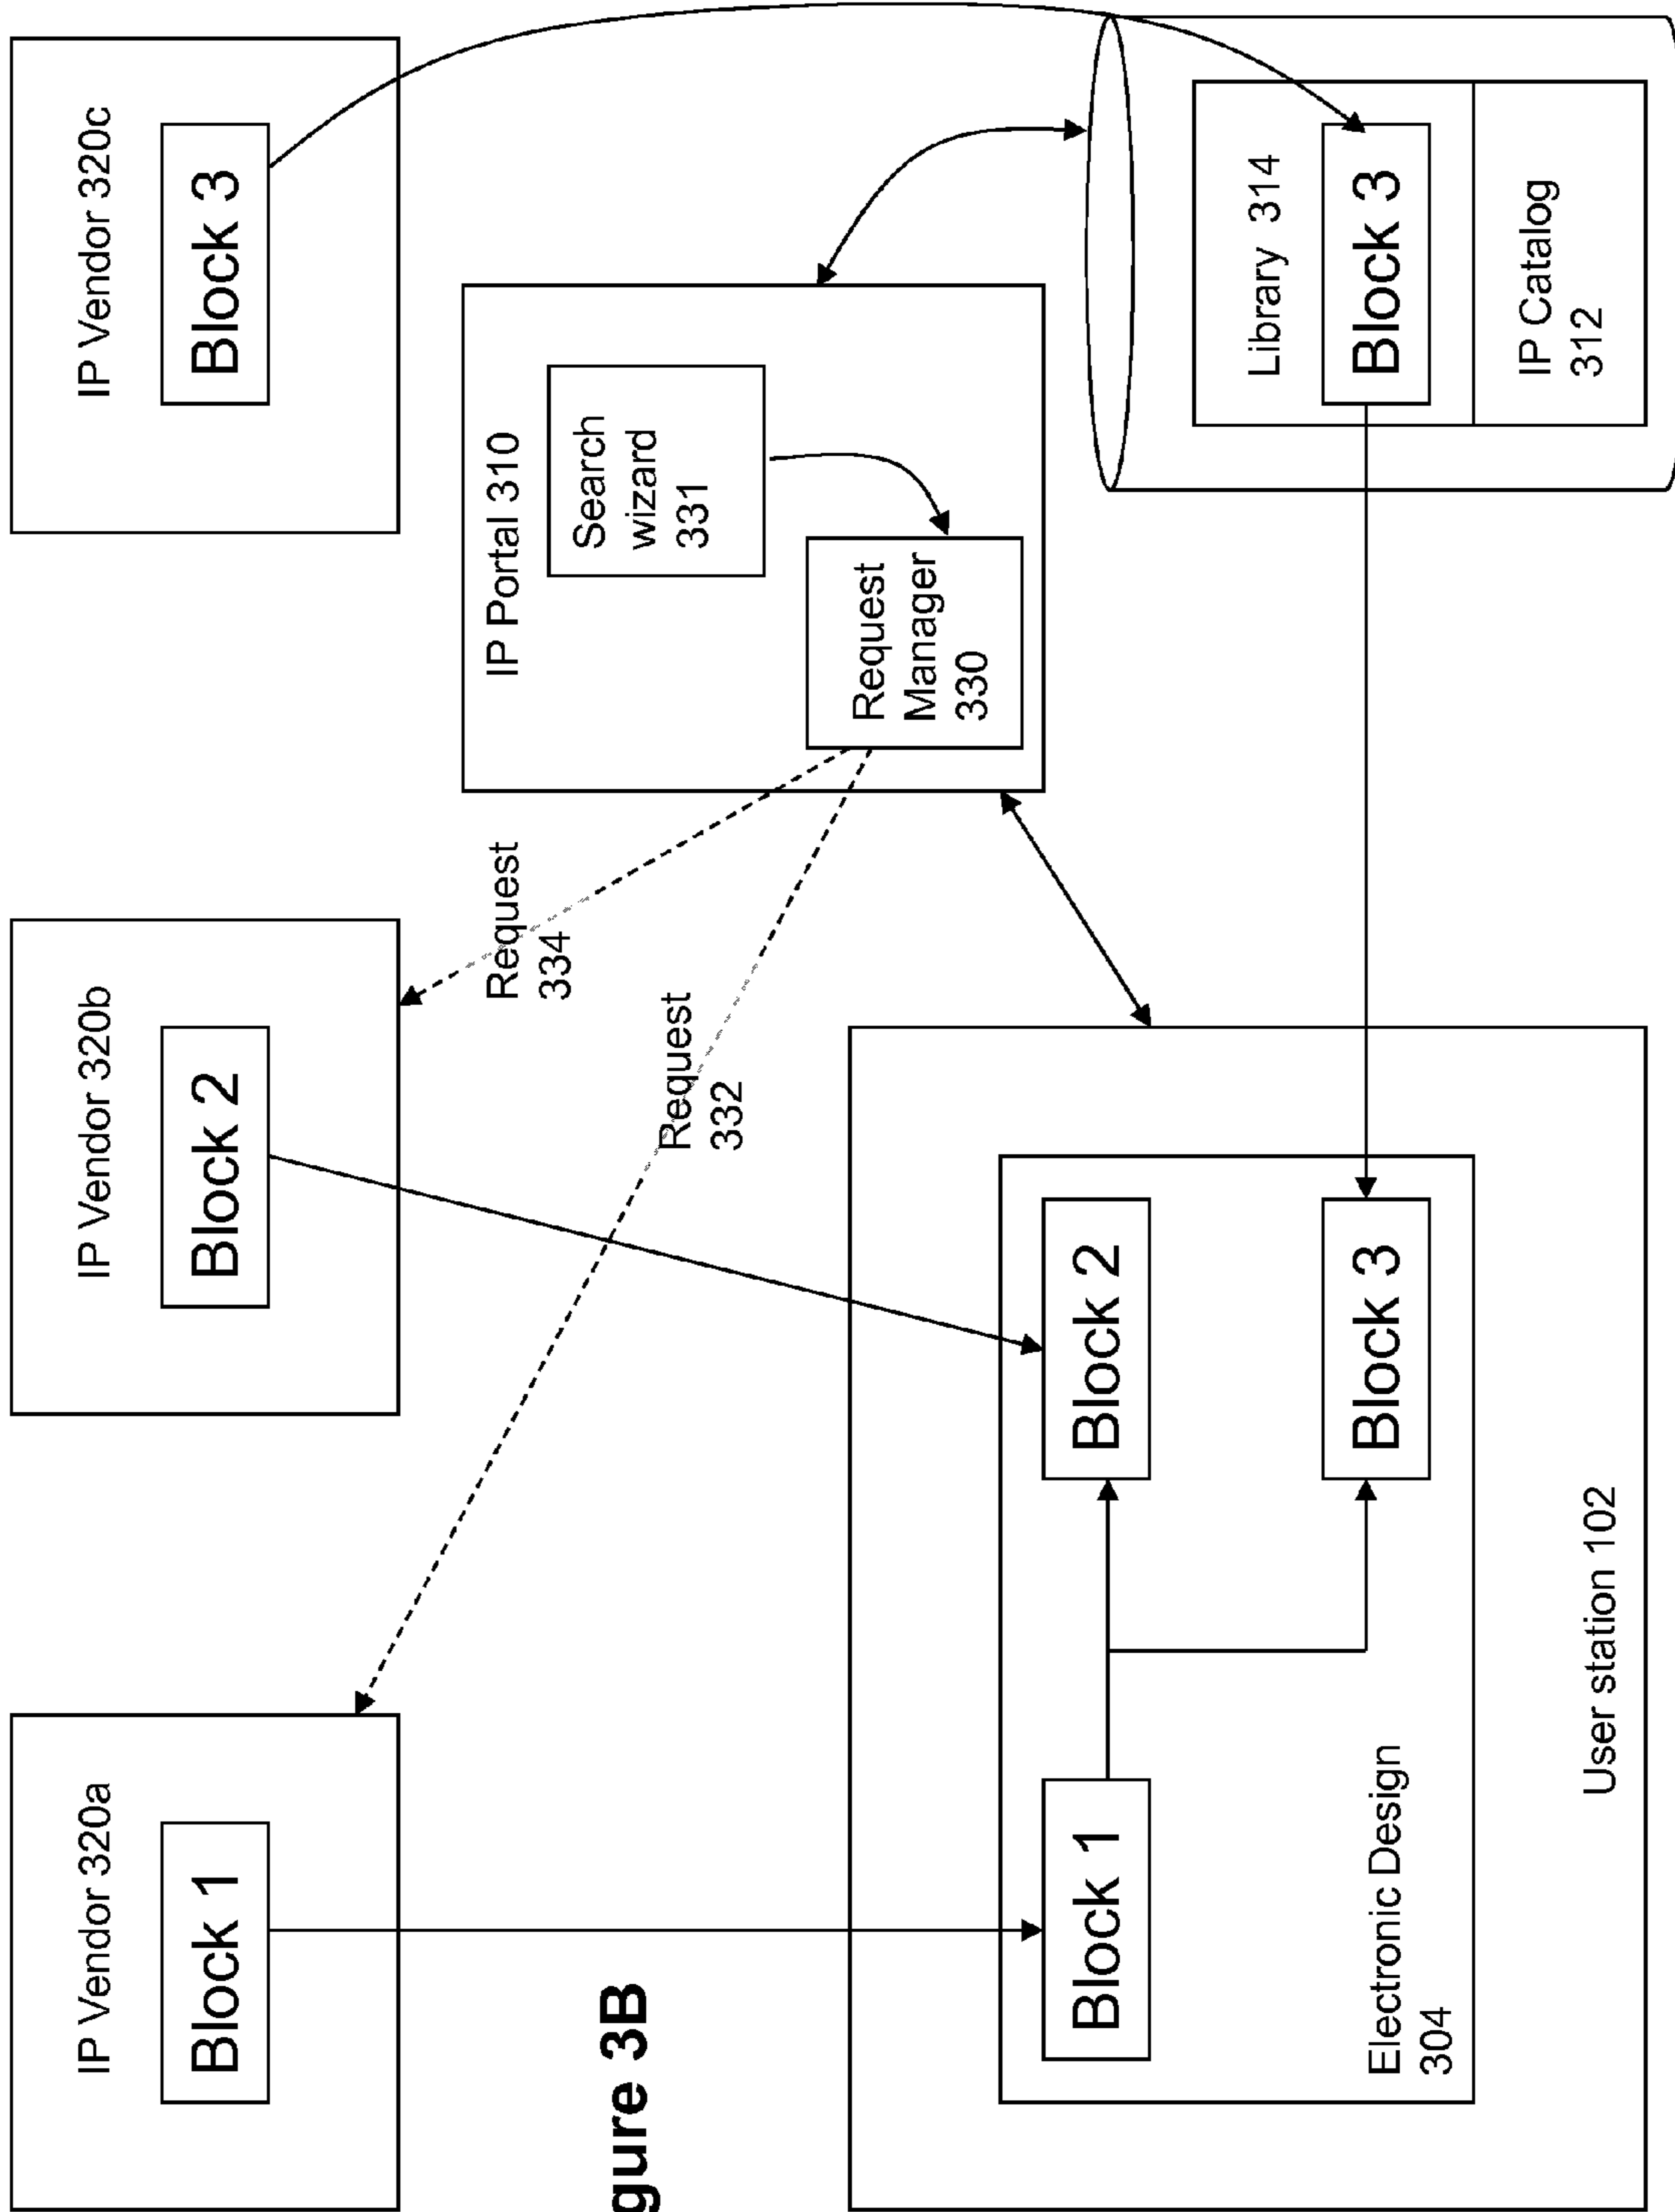 IP Vendor 320a
Block 1
IP Vendor 320b
Block 2
IP Vendor 320c
Block 3
gure 3B
Request
334
Request
332
IP Portal 310
Search
wizard
331
Request
Manager
330
Block 1
Block 2
Block 3
Electronic Design
304
User station 102
Library 314
Block 3
IP Catalog
312